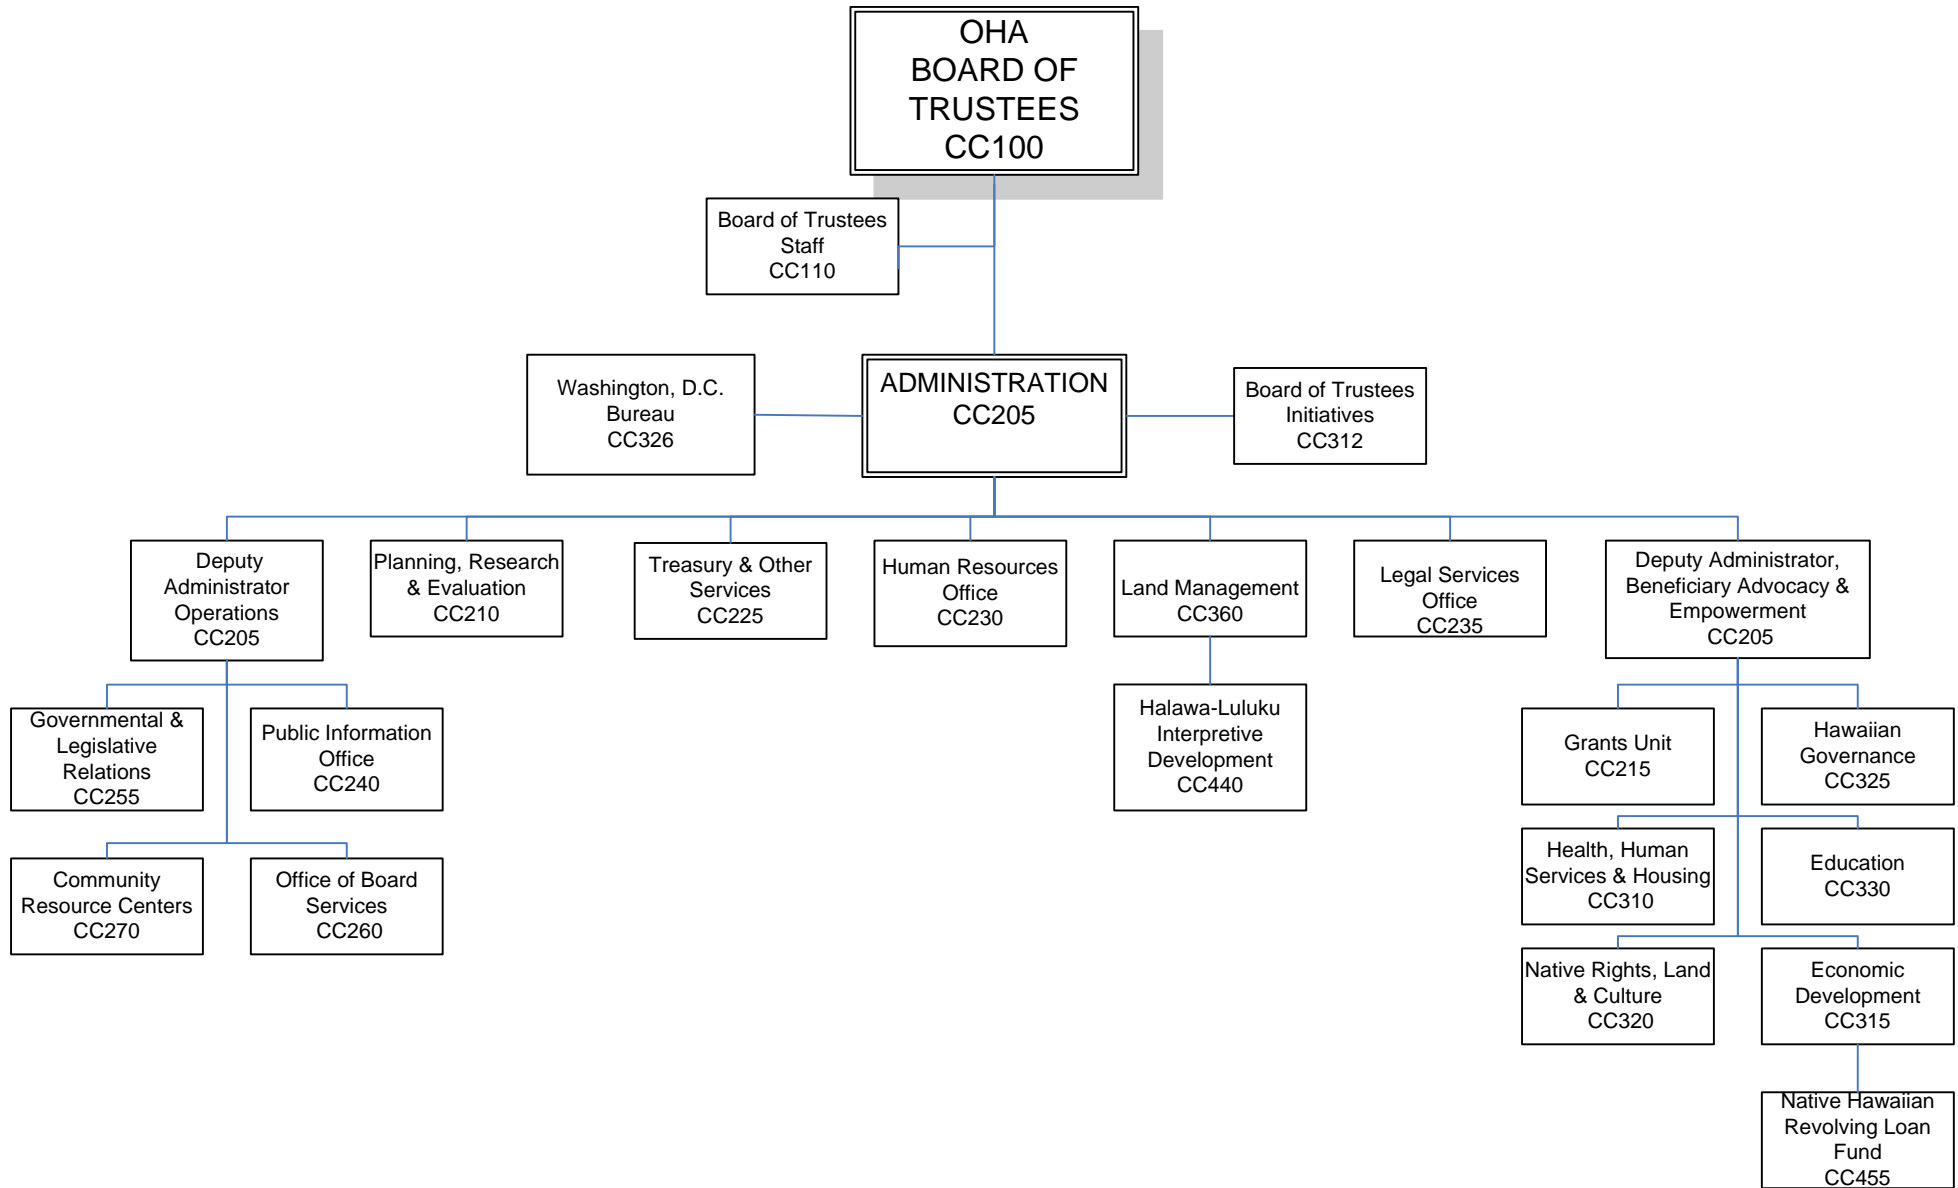 OHA
BOARD OF
TRUSTEES
CC100
Board of Trustees
Staff
CC110
Washington, D.C.
Bureau
CC326
ADMINISTRATION
CC205
Board of Trustees
Initiatives
CC312
Deputy
Administrator
Operations
CC205
Planning, Research
& Evaluation
CC210
Treasury & Other
Services
CC225
Human Resources
Office
CC230
Land Management
CC360
Legal Services
Office
CC235
Deputy Administrator,
Beneficiary Advocacy &
Empowerment
CC205
Governmental &
Legislative
Relations
CC255
Public Information
Office
CC240
Halawa-Luluku
Interpretive
Development
CC440
Grants Unit
CC215
Hawaiian
Governance
CC325
Community
Resource Centers
CC270
Office of Board
Services
CC260
Health, Human
Services & Housing
CC310
Education
CC330
Native Rights, Land
& Culture
CC320
Economic
Development
CC315
Native Hawaiian
Revolving Loan
Fund
CC455